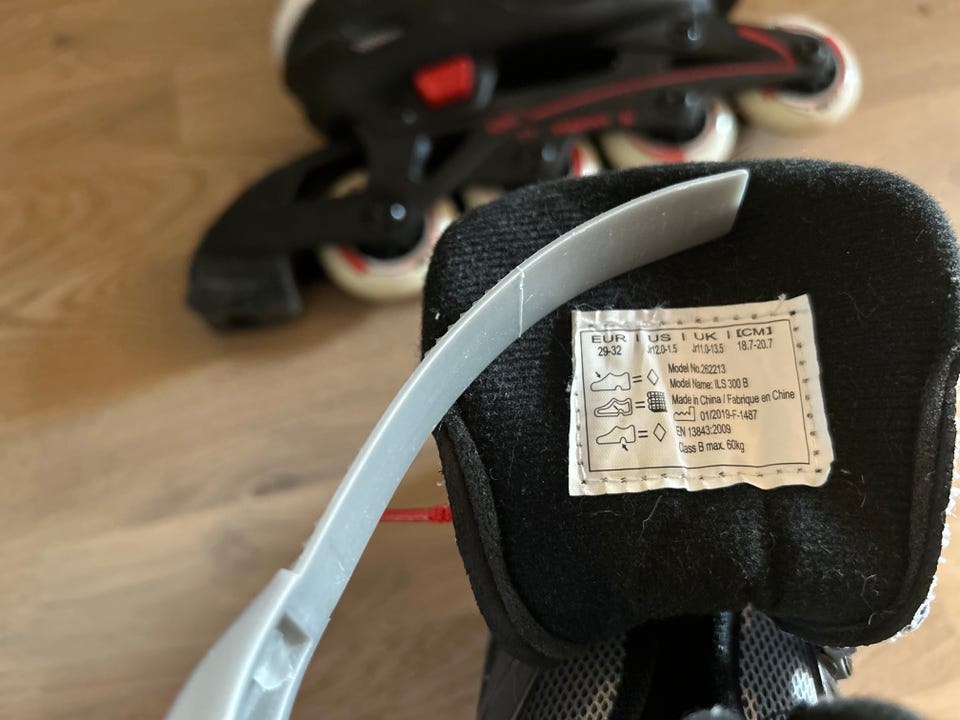 EUR | US | UK | [CM]
29-32 Jr12.0-1.5 Jr11.0-13.5 18.7-20.7
Model No.262213
Model Name: ILS 300 B
Made in China / Fabrique en Chine
01/2019-F-1487
EN 13843:2009
Class B max. 60kg